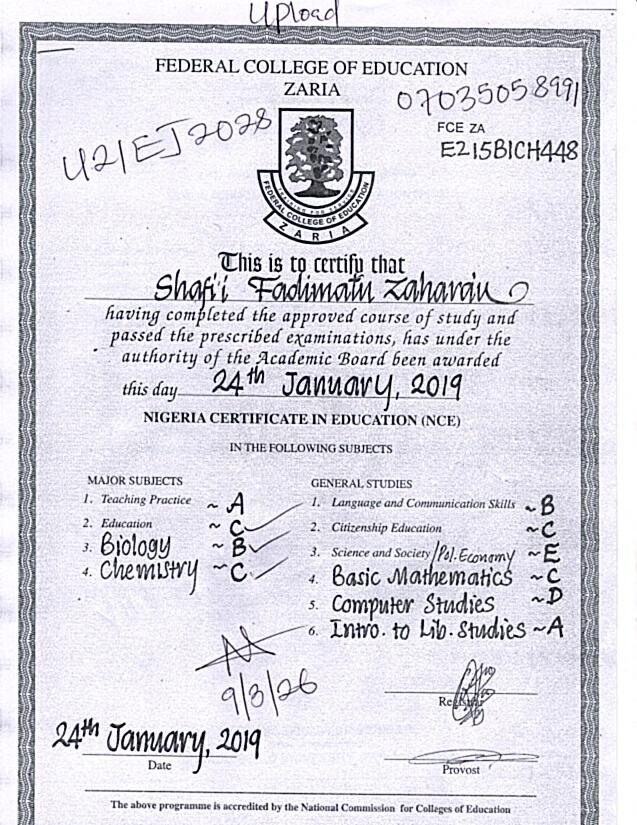 Upload
FEDERAL COLLEGE OF EDUCATION
ZARIA
07035058991
U21EJ2028
FCE ZA
E215BICH448
FEDERAL COLLEGE OF EDUCATION
ZARIA
This is to certify that
Shafi'i Fadimatu Zaharau
having completed the approved course of study and
passed the prescribed examinations, has under the
authority of the Academic Board been awarded
this day 24th January, 2019
NIGERIA CERTIFICATE IN EDUCATION (NCE)
IN THE FOLLOWING SUBJECTS
MAJOR SUBJECTS
1. Teaching Practice ~ A
2. Education ~ C
3. Biology ~ B
4. Chemistry ~ C
GENERAL STUDIES
1. Language and Communication Skills ~ B
2. Citizenship Education ~ C
3. Science and Society/Pol. Economy ~ E
4. Basic Mathematics ~ C
5. Computer Studies ~ D
6. Intro. to Lib. Studies ~ A
9/3/26
Registrar
24th January, 2019
Date
Provost
The above programme is accredited by the National Commission for Colleges of Education